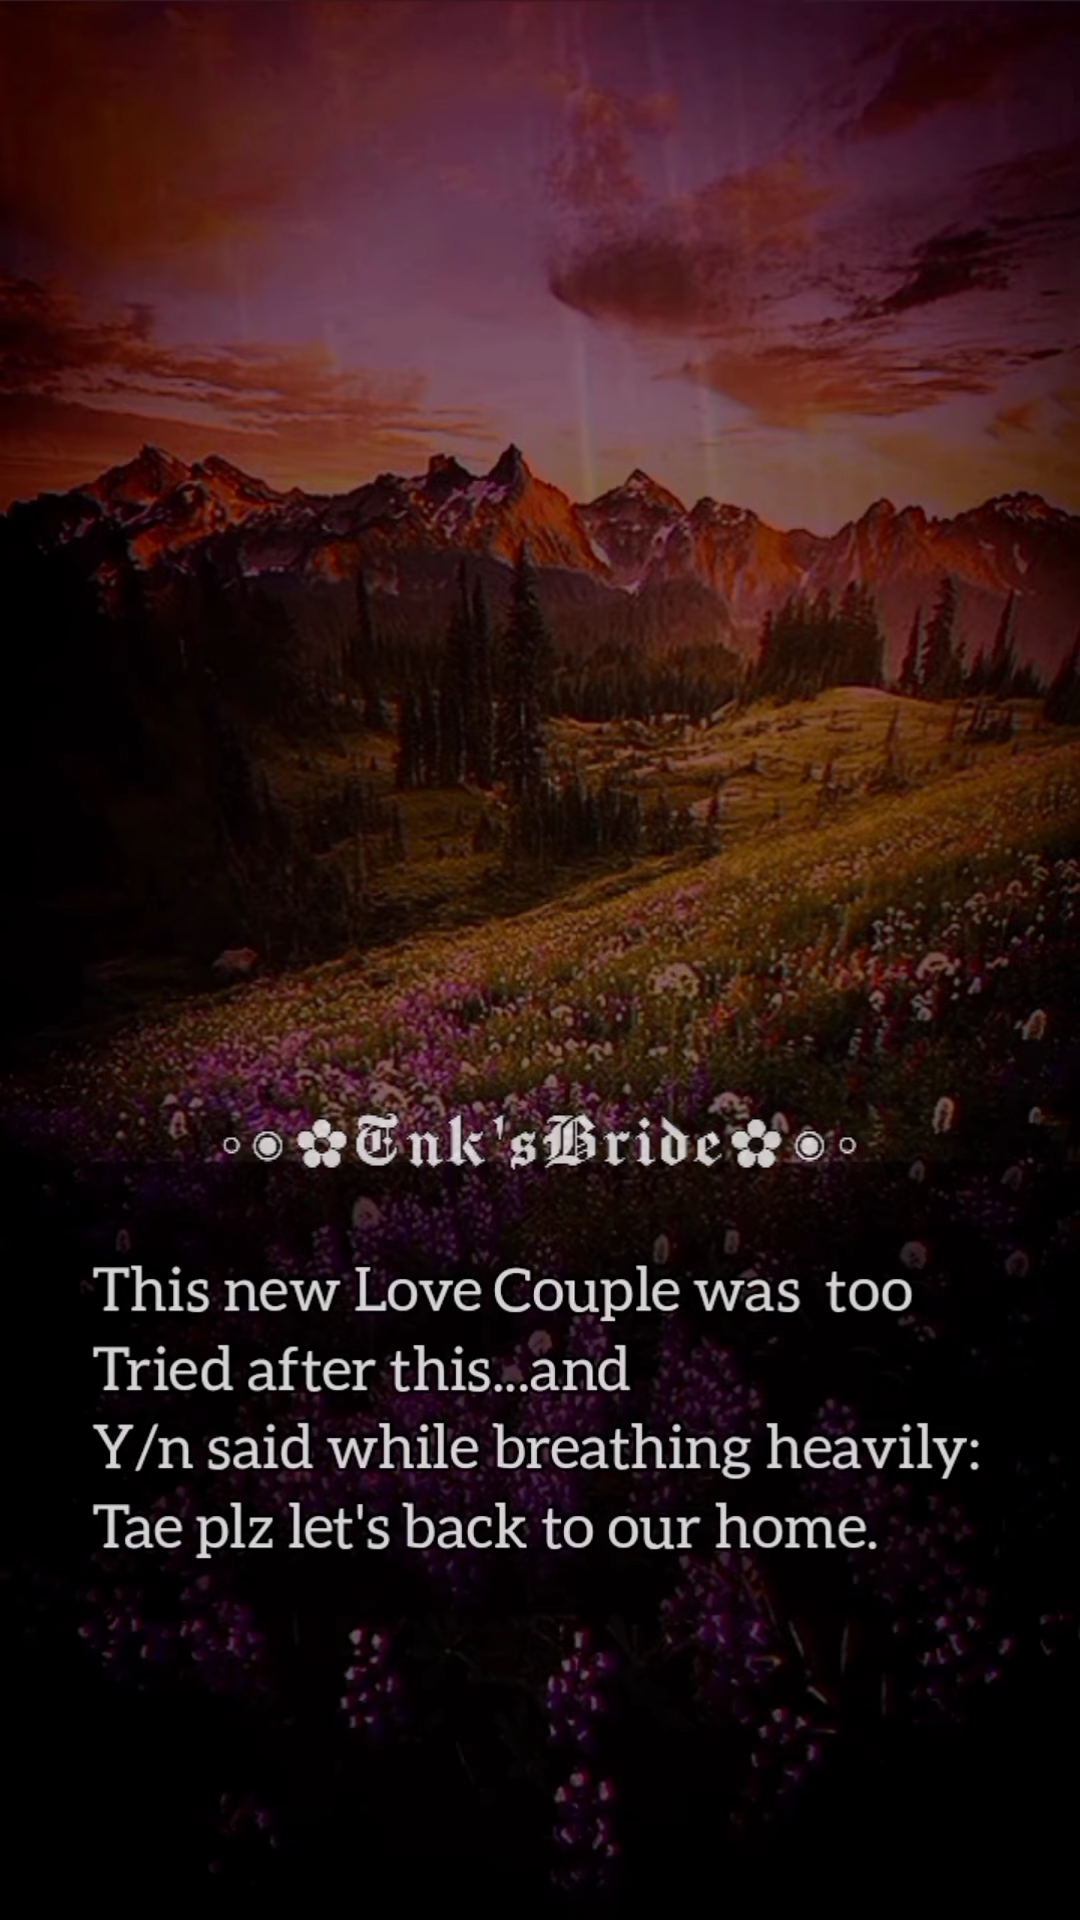 ◦◉✿𝕿nk'sBride✿◉◦
This new Love Couple was  too
Tried after this...and
Y/n said while breathing heavily:
Tae plz let's back to our home.